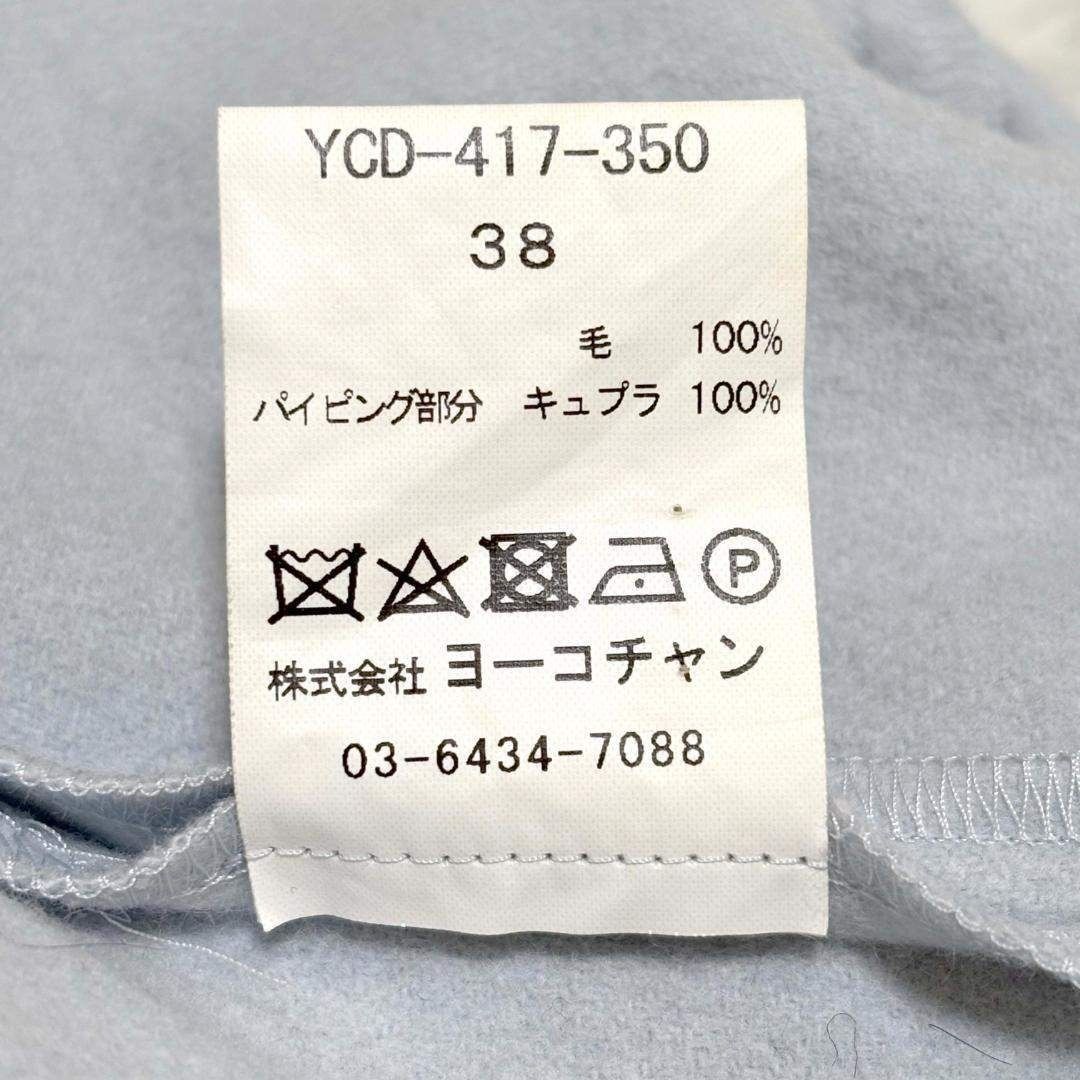 YCD-417-350
38
毛 100%
パイピング部分 キュプラ 100%
P
株式会社 ヨーコチャン
03-6434-7088